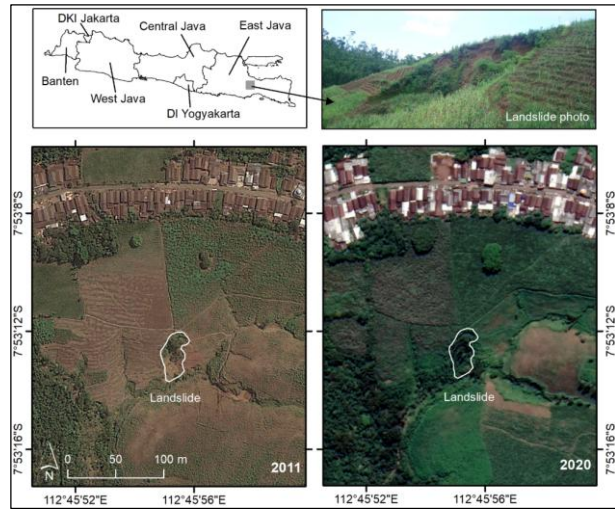 DKI Jakarta
Central Java
East Java
Banten
West Java
DI Yogyakarta
Landslide photo
7°53'8"S
7°53'8"S
7°53'12"S
7°53'12"S
Landslide
Landslide
7°53'16"S
7°53'16"S
0 50 100 m
N
2011
2020
112°45'52"E
112°45'56"E
112°45'52"E
112°45'56"E